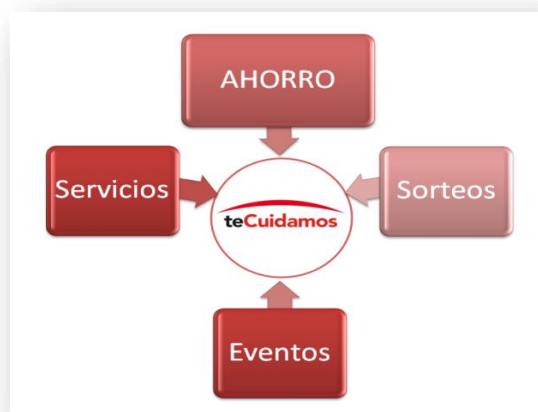 AHORRO
Servicios
teCuidamos
Sorteos
Eventos